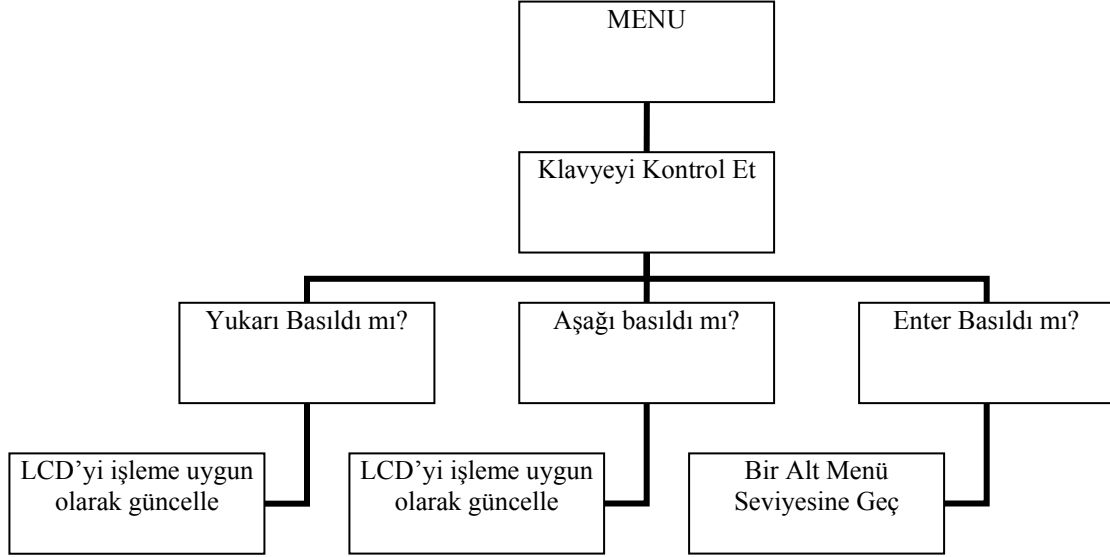 MENU
Klavyeyi Kontrol Et
Yukarı Basıldı mı?
Aşağı basıldı mı?
Enter Basıldı mı?
LCD’yi işleme uygun
olarak güncelle
LCD’yi işleme uygun
olarak güncelle
Bir Alt Menü
Seviyesine Geç